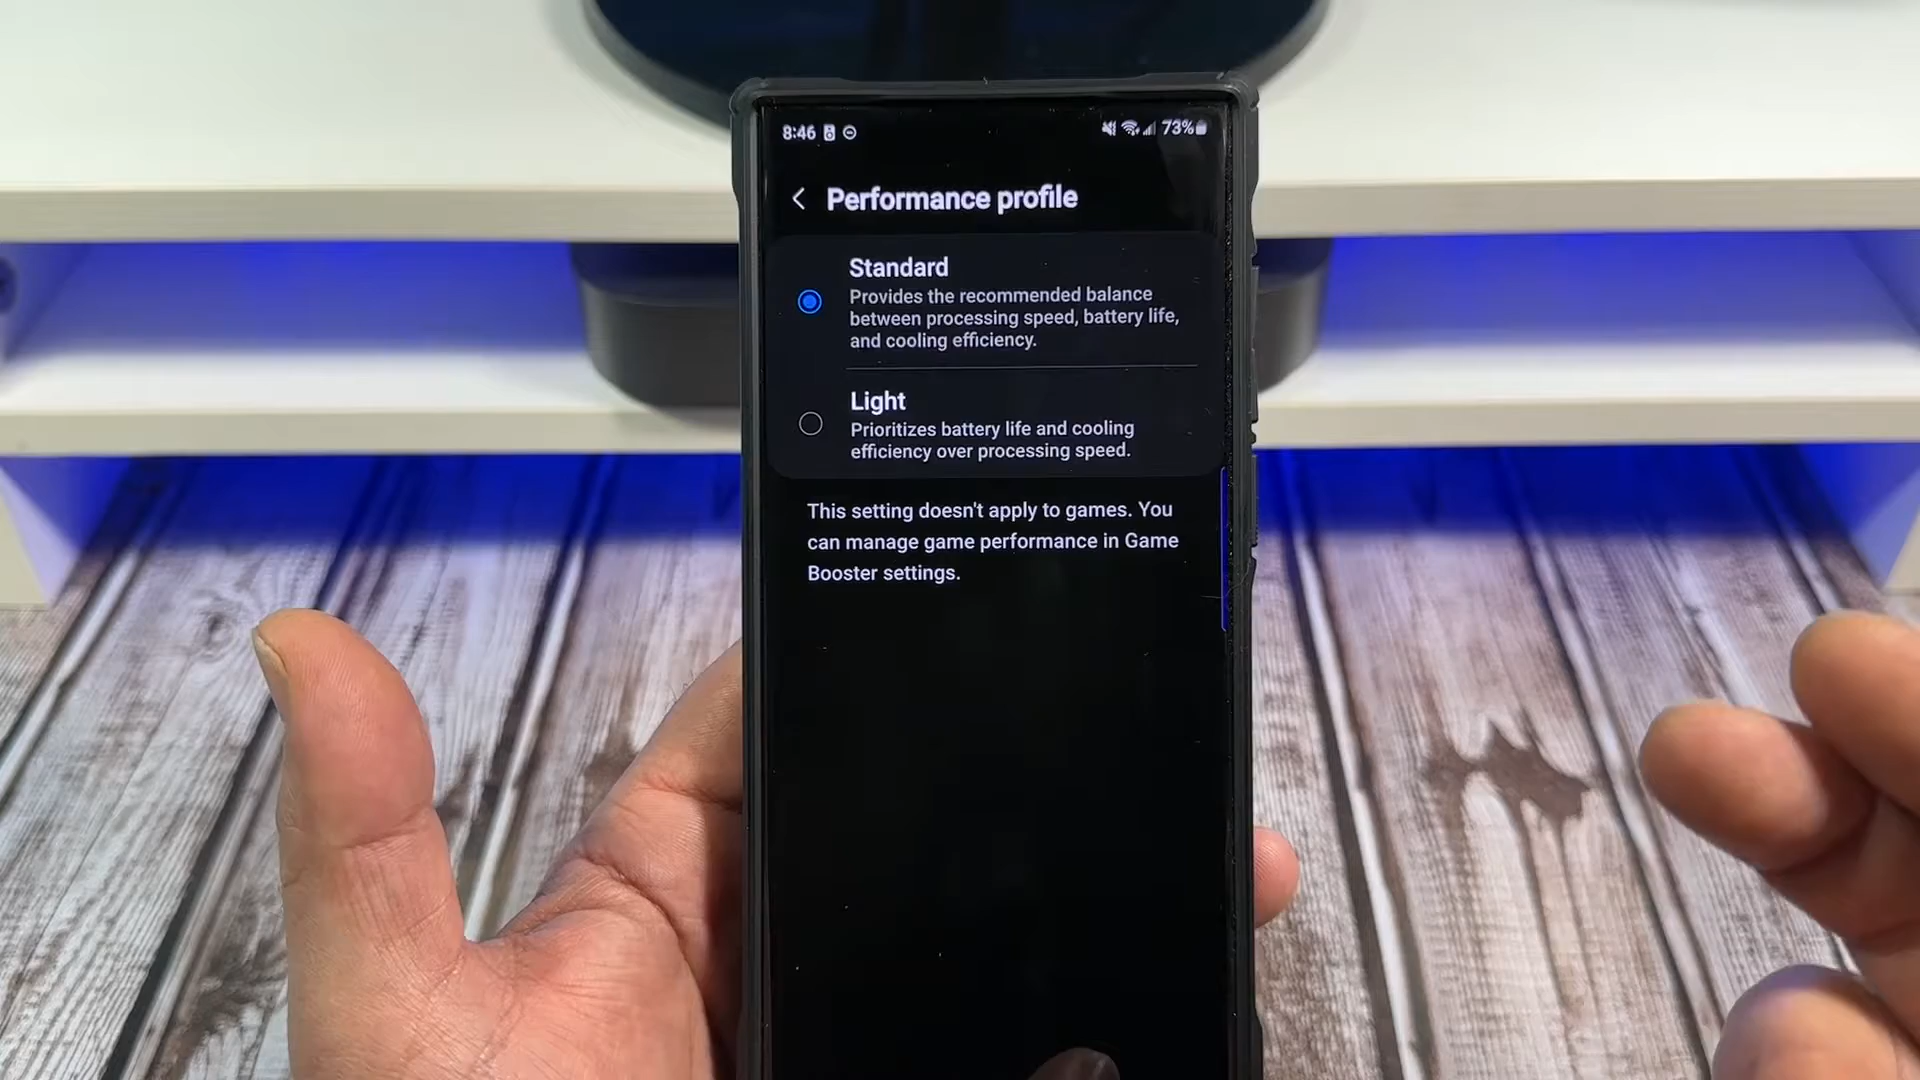 8:46
73%
Performance profile
Standard
Provides the recommended balance
between processing speed, battery life,
and cooling efficiency.
Light
Prioritizes battery life and cooling
efficiency over processing speed.
This setting doesn't apply to games. You
can manage game performance in Game
Booster settings.